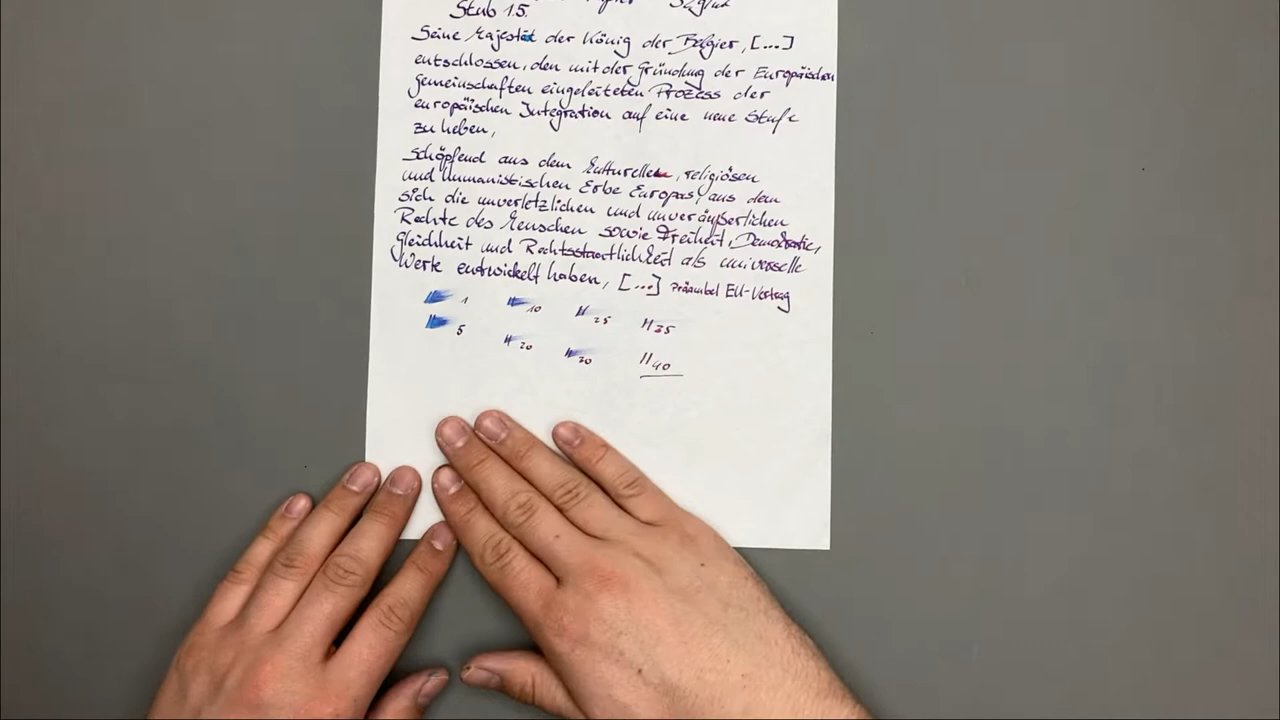 Stub 1.5.
Seine Majestät der König der Belgier, [...]
entschlossen, den mit der Gründung der Europäischen
Gemeinschaften eingeleiteten Prozess der
europäischen Integration auf eine neue Stufe
zu heben,
schöpfend aus dem kulturellen, religiösen
und humanistischen Erbe Europas, aus dem
sich die unverletzlichen und unveräußerlichen
Rechte des Menschen sowie Freiheit, Demokratie,
Gleichheit und Rechtsstaatlichkeit als universelle
Werte entwickelt haben, [...] Präambel EU-Vertrag
1 10 25 35
5 20 30 40